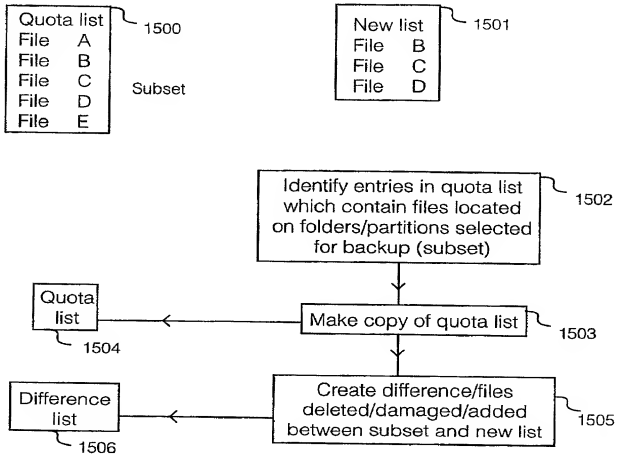 Quota list
File A
File B
File C
File D
File E
1500
Subset
New list
File B
File C
File D
1501
Identify entries in quota list
which contain files located
on folders/partitions selected
for backup (subset)
1502
Quota
list
1504
Make copy of quota list
1503
Difference
list
1506
Create difference/files
deleted/damaged/added
between subset and new list
1505